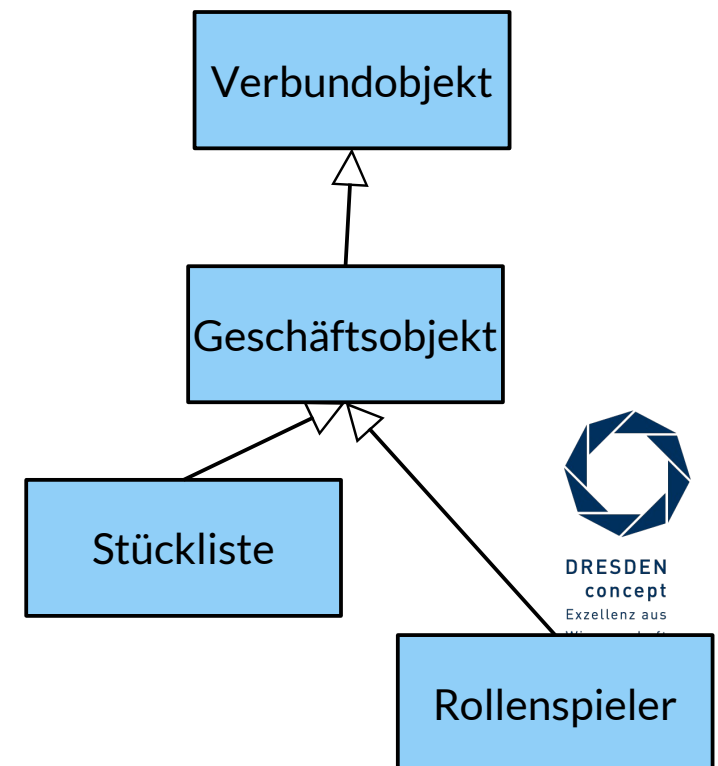 Verbundobjekt
Geschäftsobjekt
Stückliste
DRESDEN
concept
Exzellenz aus
Rollenspieler